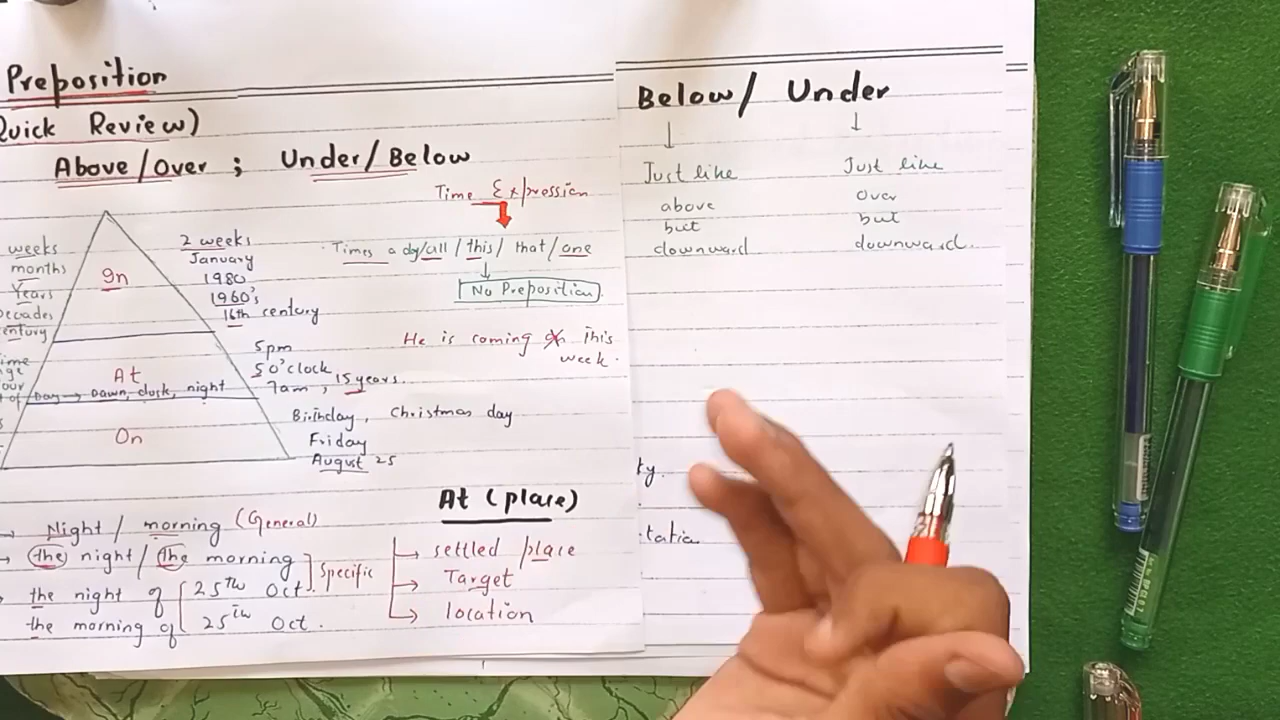 Preposition
Quick Review)
Above/Over ; Under/Below
Time Expression
Times a day/all / this / that / one
No Preposition
He is coming on this
week.
weeks
months
Years
Decades
Century
In
2 weeks
January
1980
1960's
16th century
At
Day → Dawn, dusk, night
5pm
5 o'clock
7am, 15 years.
On
Birthday, Christmas day
Friday
August 25
→ Night / morning (General)
→ the night / the morning
the night of 25th Oct.
the morning of 25th Oct.
Specific
At (place)
→ settled place
→ Target
→ location
Below/ Under
Just like
above
but
downward
Just like
over
but
downward.
ty.